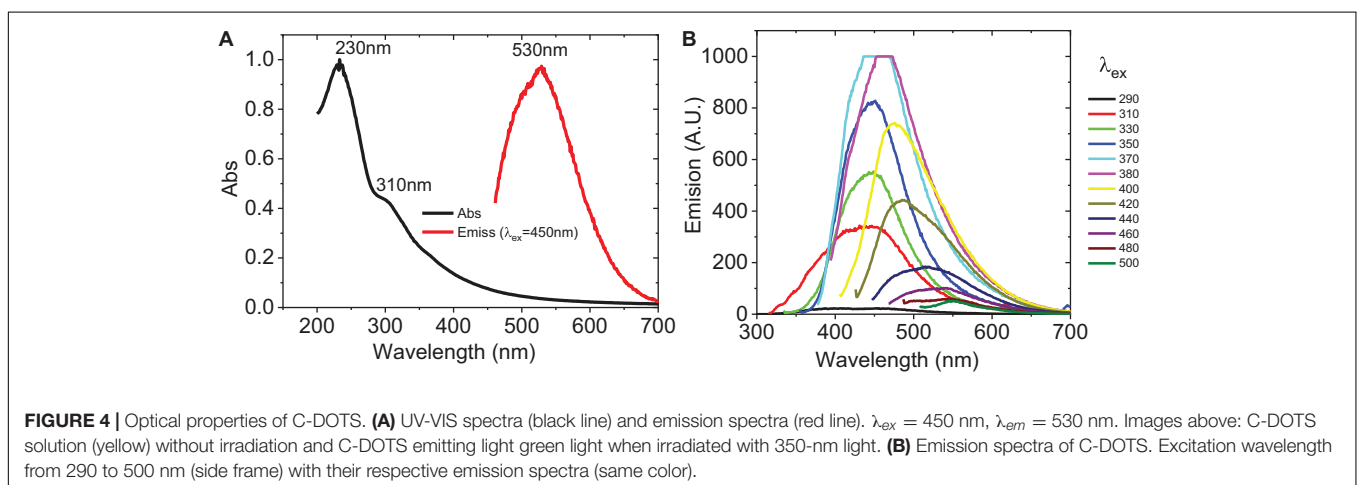 A
230nm
530nm
310nm
Abs
Emiss (λex=450nm)
1.0
0.8
0.6
0.4
0.2
0.0
Abs
200 300 400 500 600 700
Wavelength (nm)
B
1000
800
600
400
200
0
Emision (A.U.)
300 400 500 600 700
Wavelength (nm)
λex
290
310
330
350
370
380
400
420
440
460
480
500
FIGURE 4 | Optical properties of C-DOTS. (A) UV-VIS spectra (black line) and emission spectra (red line). λex = 450 nm, λem = 530 nm. Images above: C-DOTS
solution (yellow) without irradiation and C-DOTS emitting light green light when irradiated with 350-nm light. (B) Emission spectra of C-DOTS. Excitation wavelength
from 290 to 500 nm (side frame) with their respective emission spectra (same color).